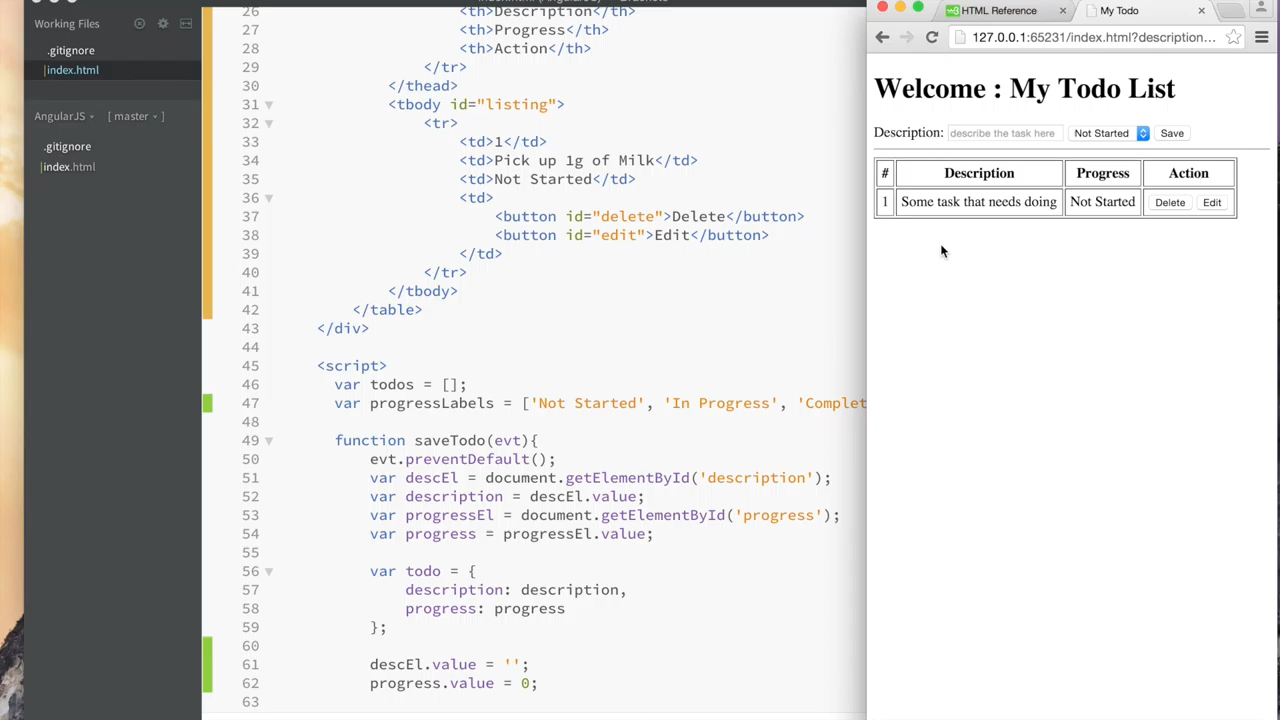 Working Files
.gitignore
index.html
AngularJS
[ master ]
.gitignore
index.html
26 <th>Description</th>
27 <th>Progress</th>
28 <th>Action</th>
29 </tr>
30 </thead>
31 <tbody id="listing">
32 <tr>
33 <td>1</td>
34 <td>Pick up 1g of Milk</td>
35 <td>Not Started</td>
36 <td>
37 <button id="delete">Delete</button>
38 <button id="edit">Edit</button>
39 </td>
40 </tr>
41 </tbody>
42 </table>
43 </div>
44
45 <script>
46 var todos = [];
47 var progressLabels = ['Not Started', 'In Progress', 'Complet
48
49 function saveTodo(evt){
50 evt.preventDefault();
51 var descEl = document.getElementById('description');
52 var description = descEl.value;
53 var progressEl = document.getElementById('progress');
54 var progress = progressEl.value;
55
56 var todo = {
57 description: description,
58 progress: progress
59 };
60
61 descEl.value = '';
62 progress.value = 0;
63
HTML Reference
My Todo
127.0.0.1:65231/index.html?description...
Welcome : My Todo List
Description: describe the task here Not Started Save
# Description Progress Action
1 Some task that needs doing Not Started Delete Edit